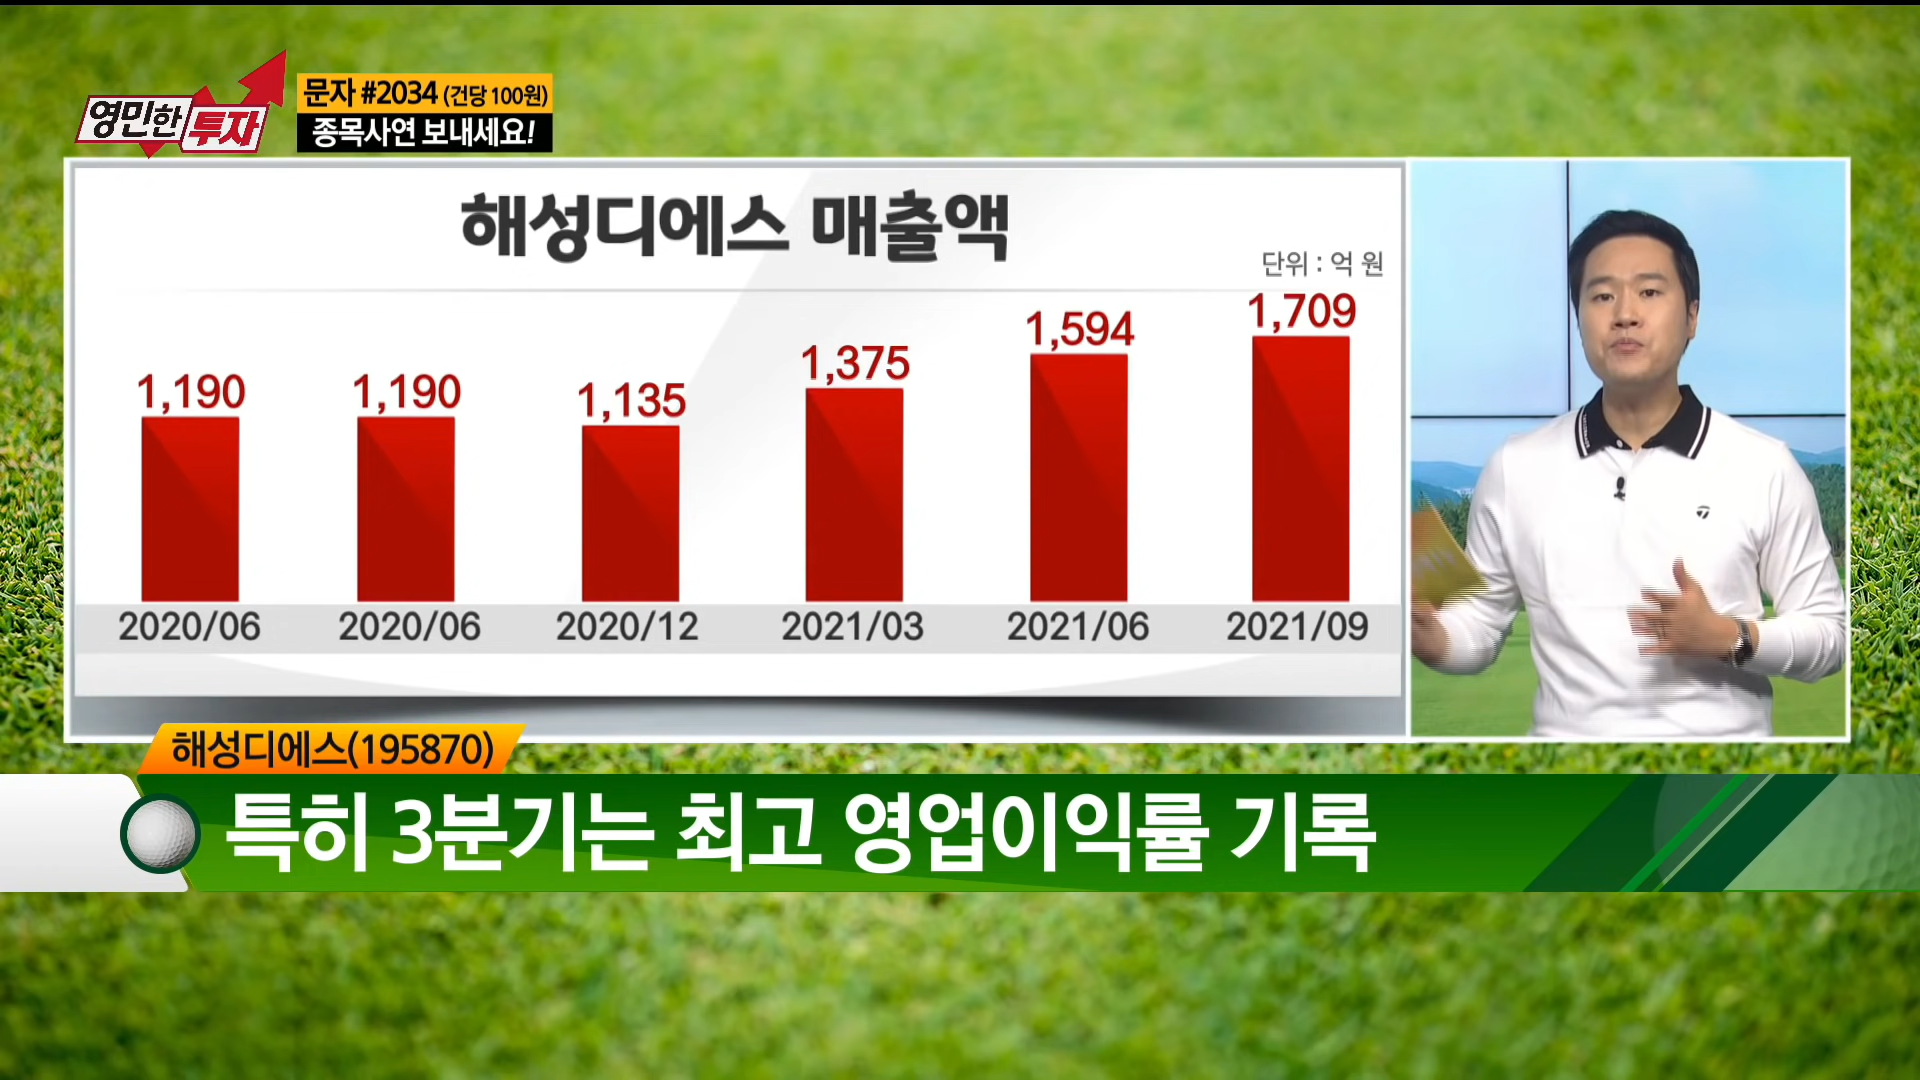 영민한 투자
문자 #2034 (건당 100원)
종목사연 보내세요!
해성디에스 매출액
단위 : 억 원
1,190
1,190
1,135
1,375
1,594
1,709
2020/06
2020/06
2020/12
2021/03
2021/06
2021/09
해성디에스(195870)
특히 3분기는 최고 영업이익률 기록